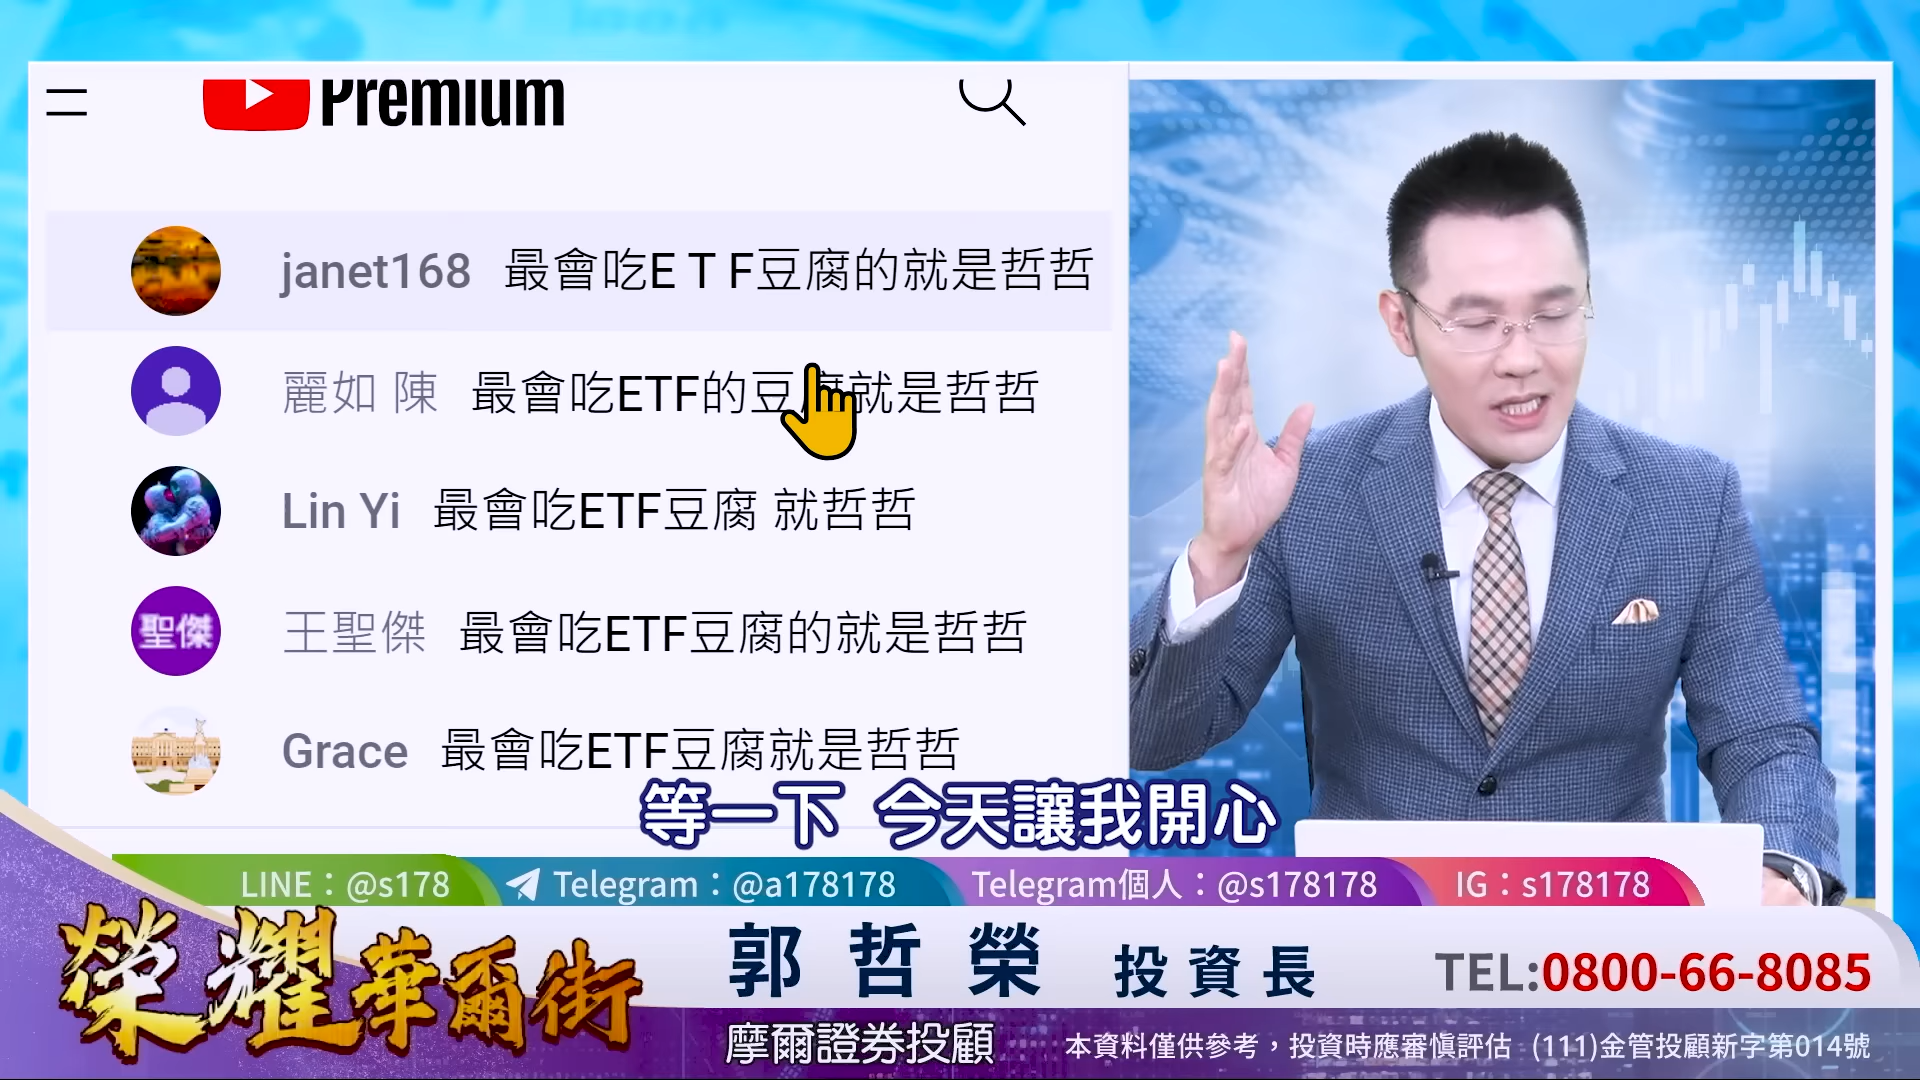 Premium
janet168 最會吃E T F豆腐的就是哲哲
麗如 陳 最會吃ETF的豆腐就是哲哲
Lin Yi 最會吃ETF豆腐 就哲哲
聖傑 王聖傑 最會吃ETF豆腐的就是哲哲
Grace 最會吃ETF豆腐就是哲哲
等一下 今天讓我開心
LINE：@s178 Telegram：@a178178 Telegram個人：@s178178 IG：s178178
榮耀華爾街
郭哲榮 投資長 TEL:0800-66-8085
摩爾證券投顧 本資料僅供參考，投資時應審慎評估 (111)金管投顧新字第014號